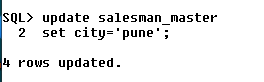 SQL> update salesman_master
2 set city='pune';
4 rows updated.